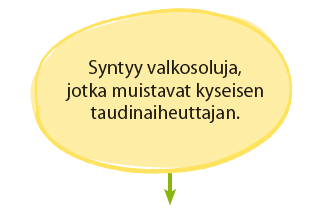 Syntyy valkosoluja,
jotka muistavat kyseisen
taudinaiheuttajan.